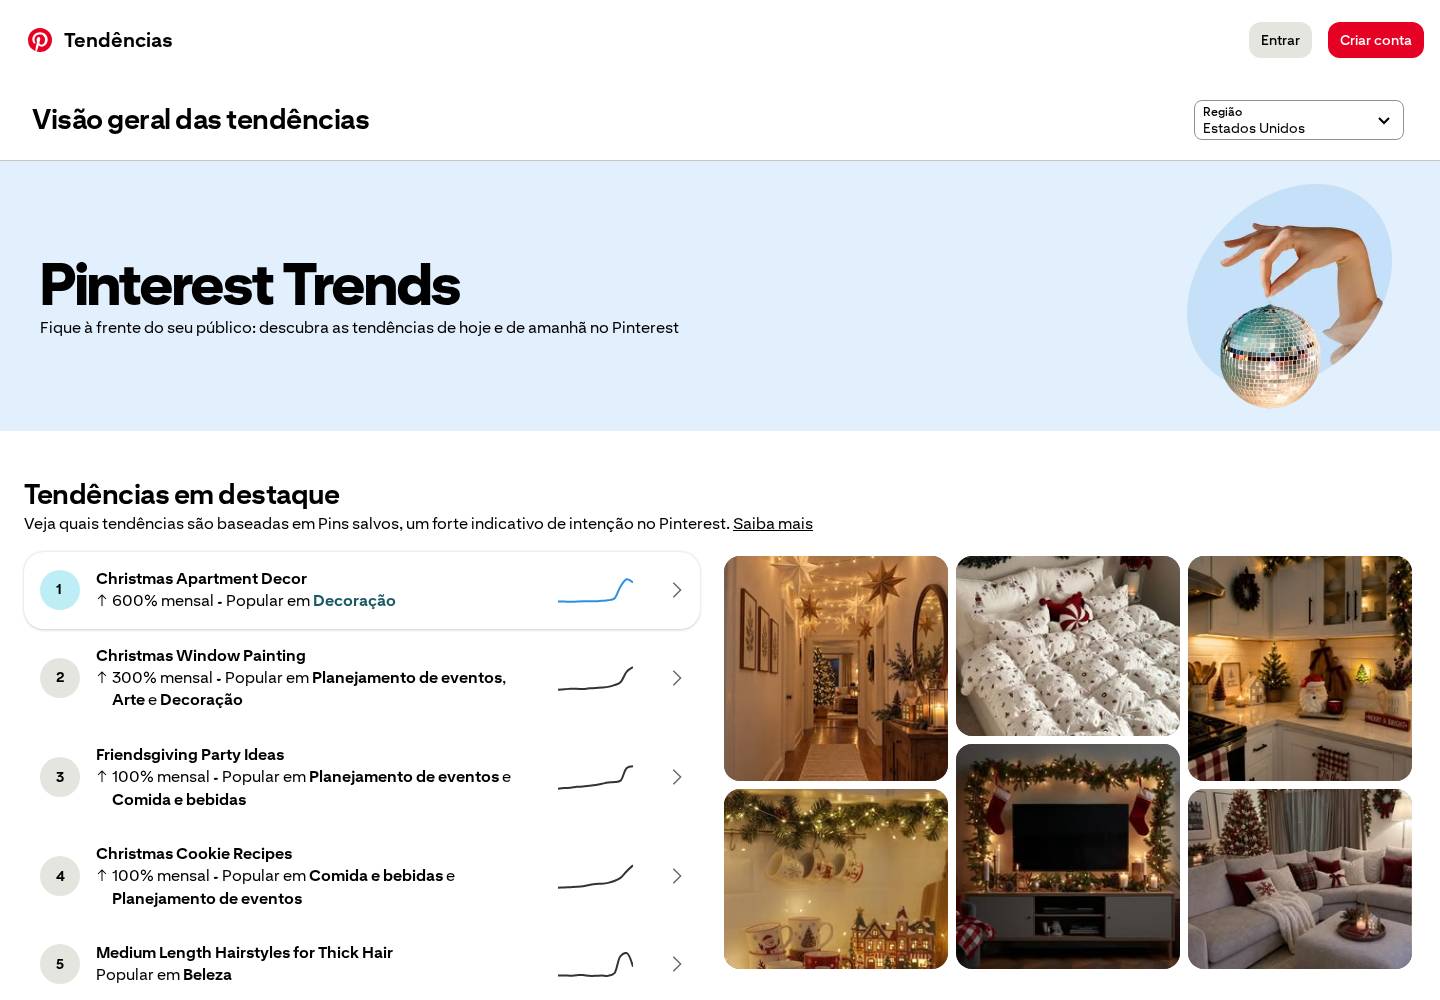 Tendências
Entrar
Criar conta
Visão geral das tendências
Região
Estados Unidos
Pinterest Trends
Fique à frente do seu público: descubra as tendências de hoje e de amanhã no Pinterest
Tendências em destaque
Veja quais tendências são baseadas em Pins salvos, um forte indicativo de intenção no Pinterest. Saiba mais
1
Christmas Apartment Decor
↑ 600% mensal • Popular em Decoração
2
Christmas Window Painting
↑ 300% mensal • Popular em Planejamento de eventos,
Arte e Decoração
3
Friendsgiving Party Ideas
↑ 100% mensal • Popular em Planejamento de eventos e
Comida e bebidas
4
Christmas Cookie Recipes
↑ 100% mensal • Popular em Comida e bebidas e
Planejamento de eventos
5
Medium Length Hairstyles for Thick Hair
Popular em Beleza